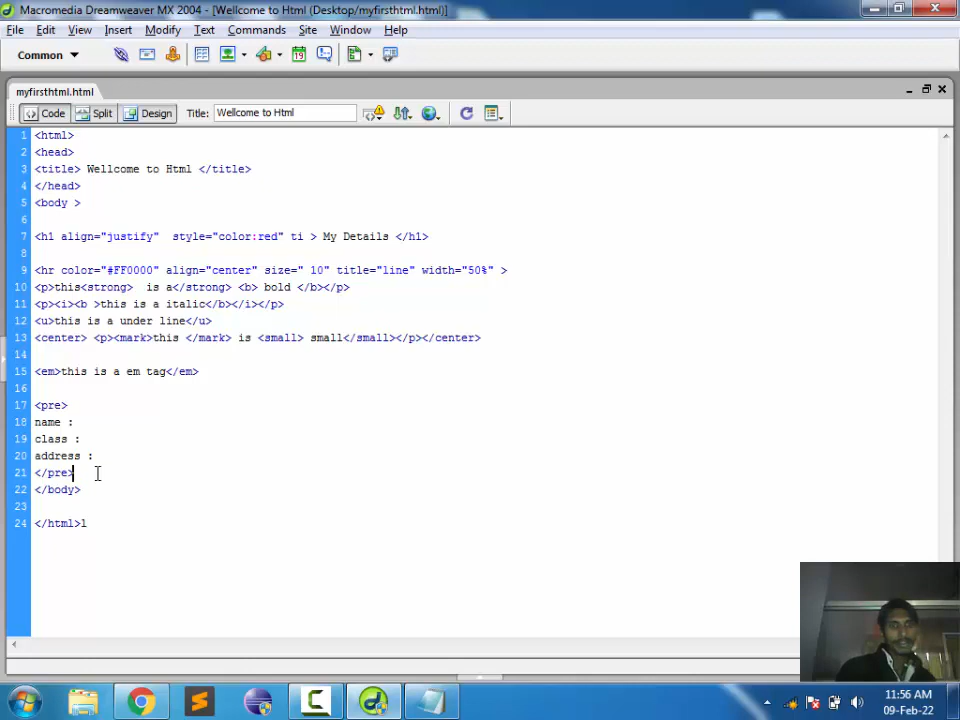 Macromedia Dreamweaver MX 2004 - [Wellcome to Html (Desktop/myfirsthtml.html)]
File Edit View Insert Modify Text Commands Site Window Help
Common
19
myfirsthtml.html
Code Split Design Title: Wellcome to Html
1 <html>
2 <head>
3 <title> Wellcome to Html </title>
4 </head>
5 <body >
6
7 <h1 align="justify"  style="color:red" ti > My Details </h1>
8
9 <hr color="#FF0000" align="center" size=" 10" title="line" width="50%" >
10 <p>this<strong>  is a</strong> <b> bold </b></p>
11 <p><i><b >this is a italic</b></i></p>
12 <u>this is a under line</u>
13 <center> <p><mark>this </mark> is <small> small</small></p></center>
14
15 <em>this is a em tag</em>
16
17 <pre>
18 name :
19 class :
20 address :
21 </pre>
22 </body>
23
24 </html>l
11:56 AM
09-Feb-22